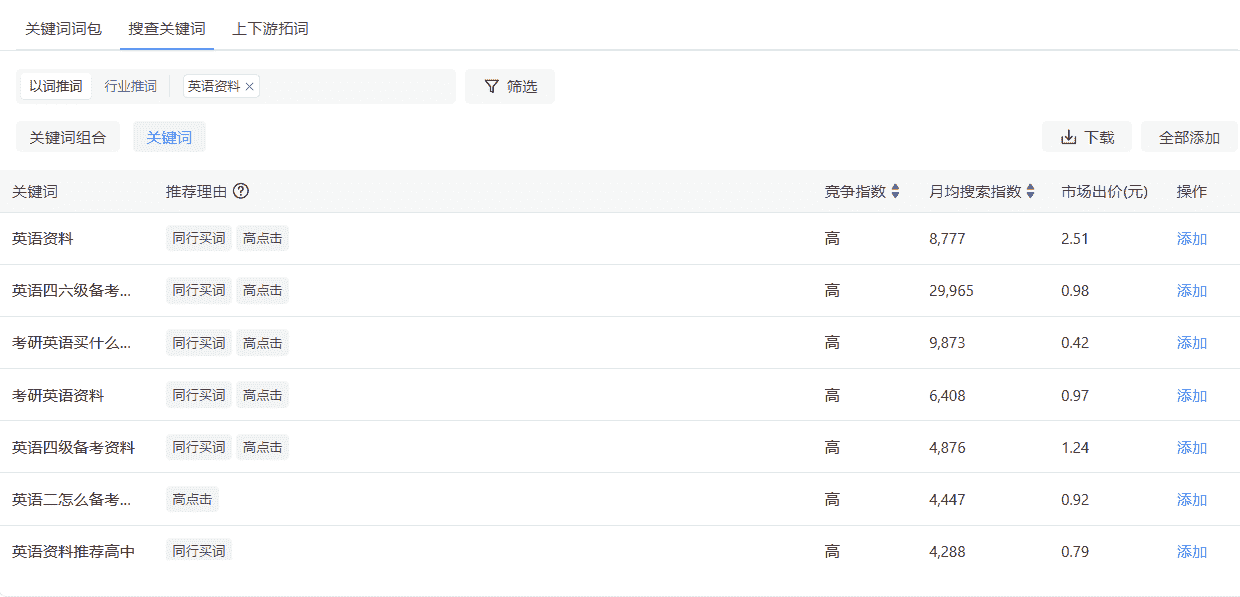 关键词词包 搜查关键词 上下游拓词
以词推词 行业推词 英语资料 × 筛选
关键词组合 关键词 下载 全部添加
关键词 推荐理由 ? 竞争指数 月均搜索指数 市场出价(元) 操作
英语资料 同行买词 高点击 高 8,777 2.51 添加
英语四六级备考... 同行买词 高点击 高 29,965 0.98 添加
考研英语买什么... 同行买词 高点击 高 9,873 0.42 添加
考研英语资料 同行买词 高点击 高 6,408 0.97 添加
英语四级备考资料 同行买词 高点击 高 4,876 1.24 添加
英语二怎么备考... 高点击 高 4,447 0.92 添加
英语资料推荐高中 同行买词 高 4,288 0.79 添加